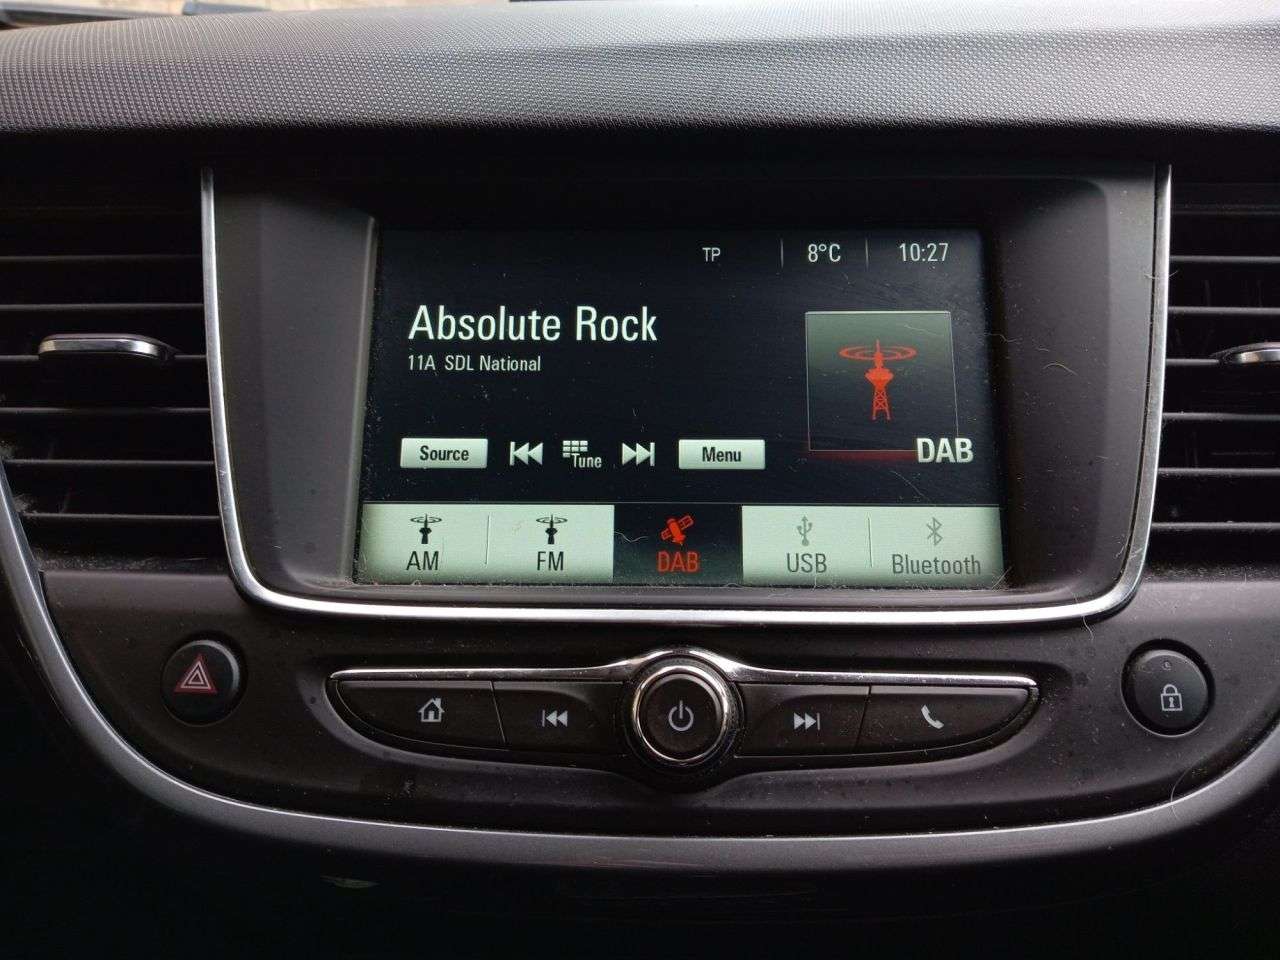 TP 8°C 10:27
Absolute Rock
11A SDL National
Source Tune Menu
DAB
AM FM DAB USB Bluetooth